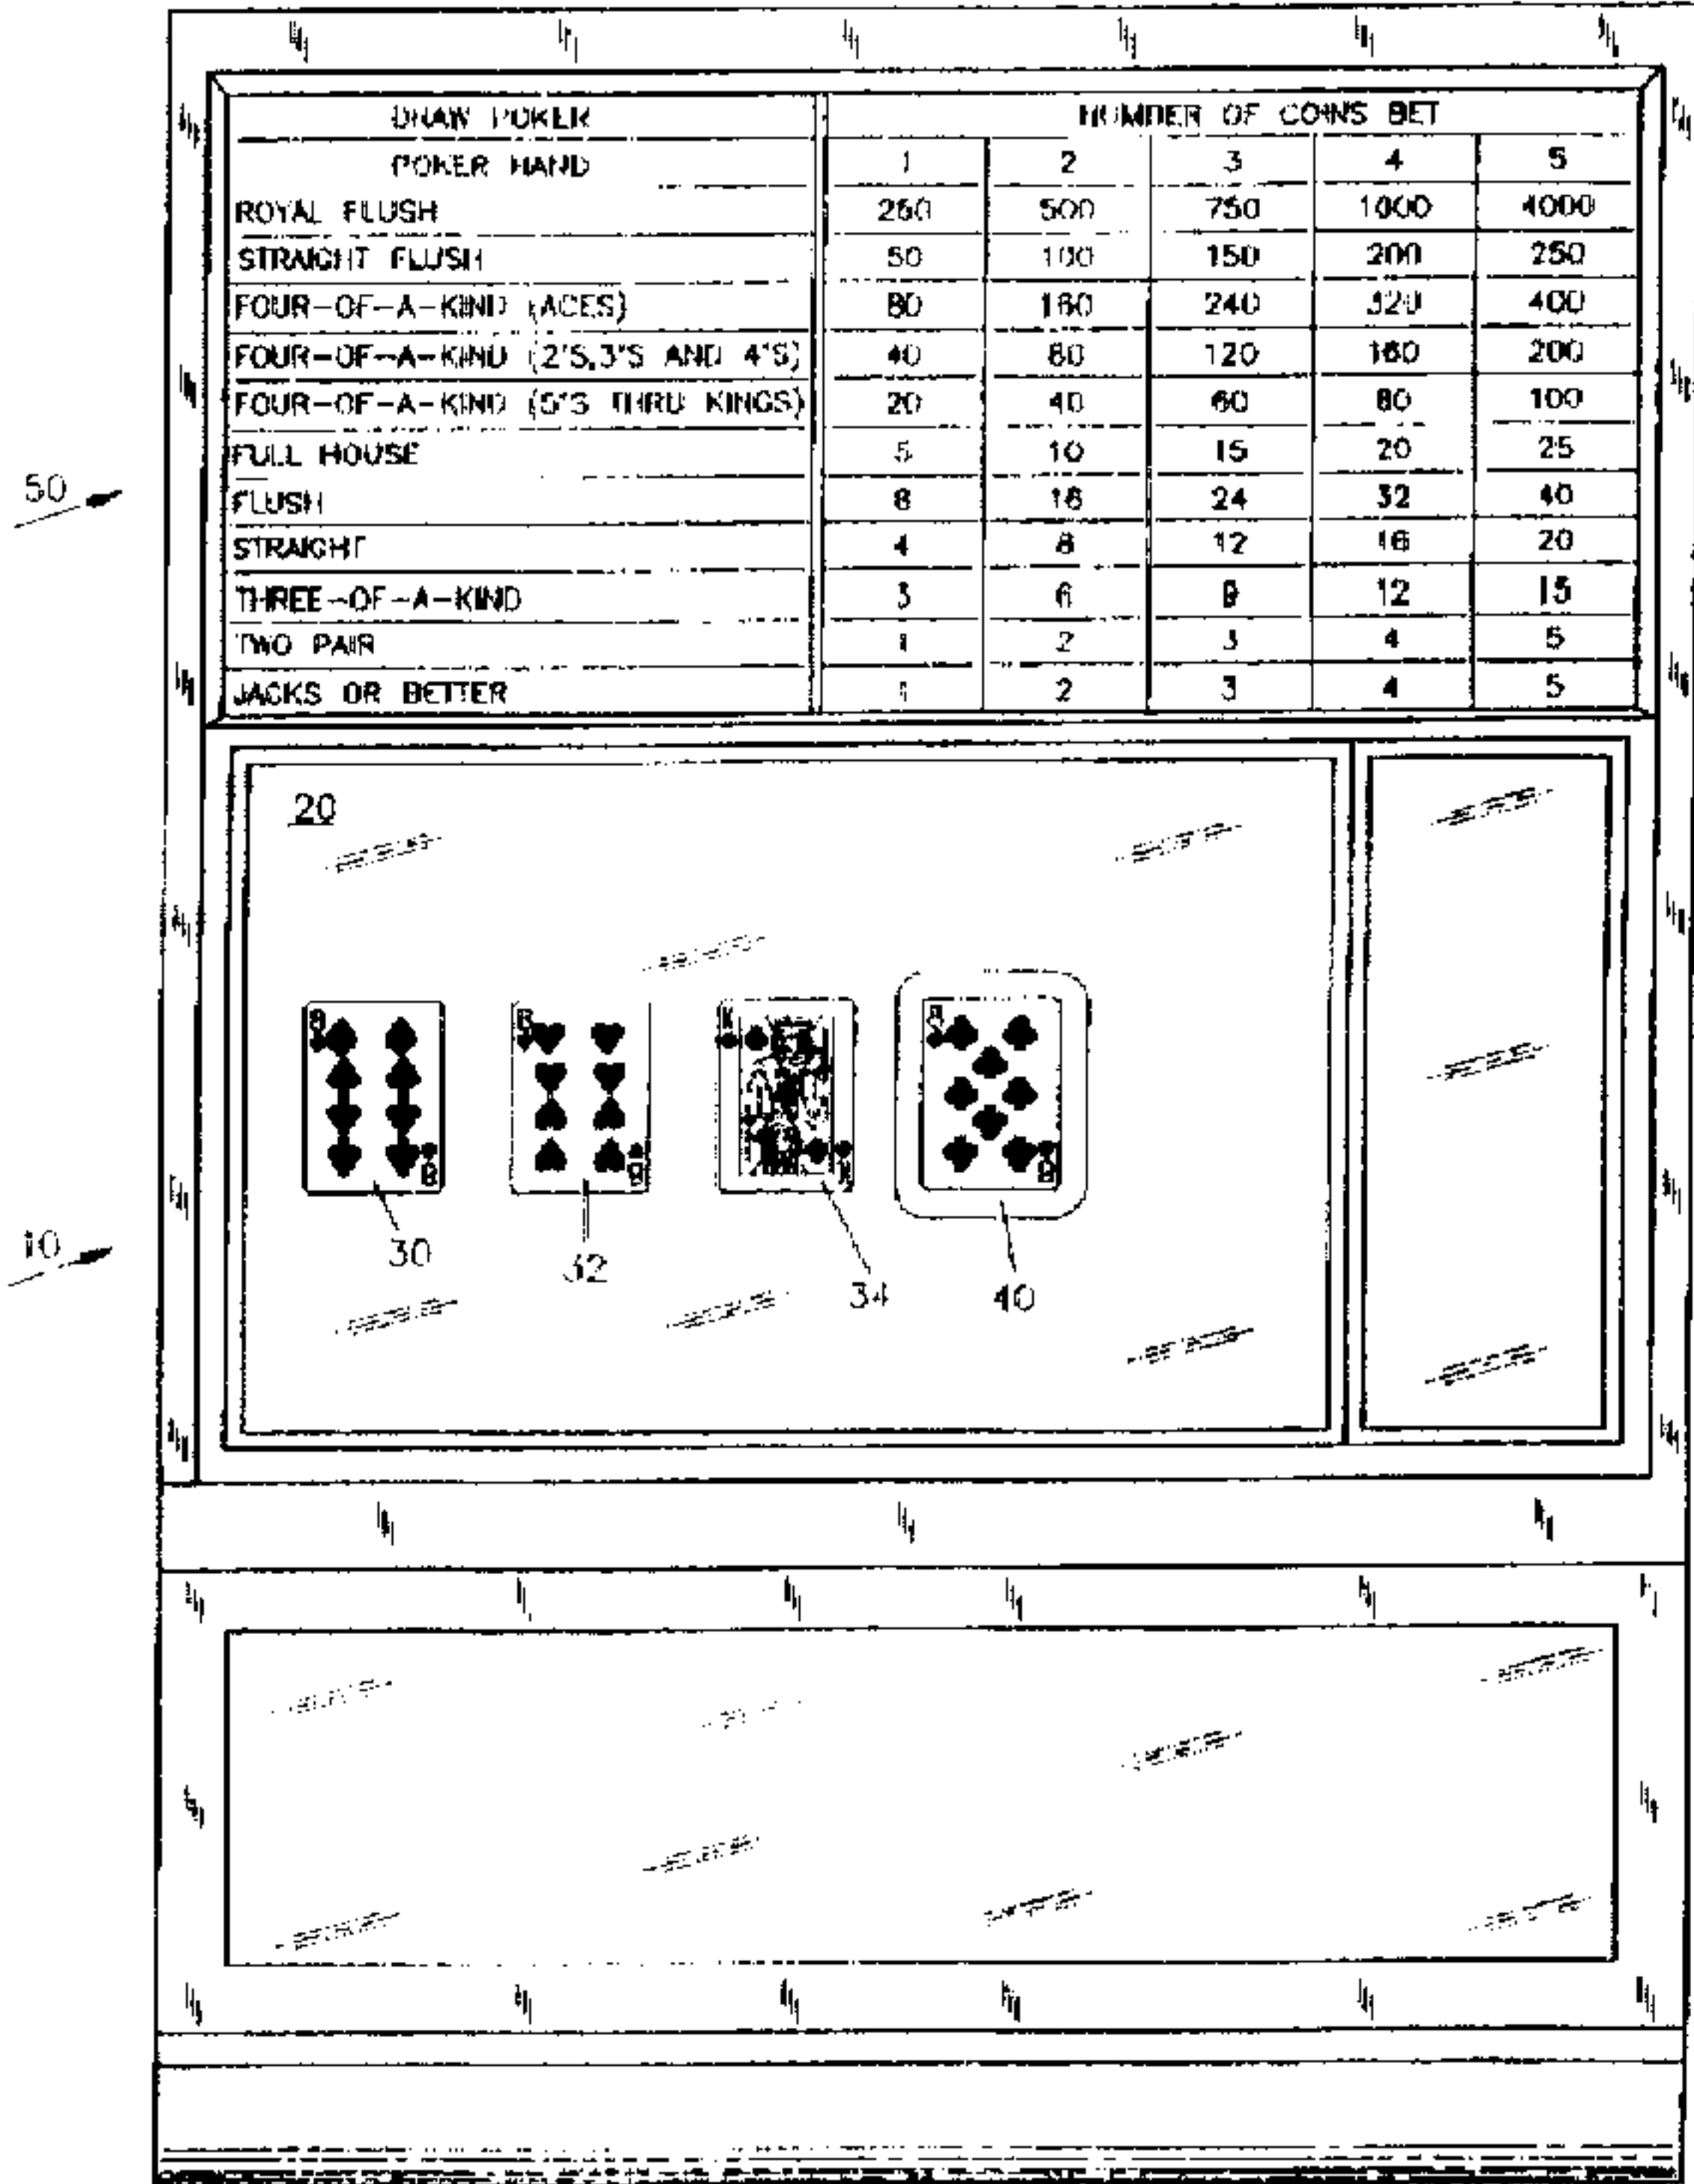 DRAW POKER NUMBER OF COINS BET
POKER HAND 1 2 3 4 5
ROYAL FLUSH 250 500 750 1000 4000
STRAIGHT FLUSH 50 100 150 200 250
FOUR-OF-A-KIND (ACES) 80 160 240 320 400
FOUR-OF-A-KIND (2'S,3'S AND 4'S) 40 80 120 160 200
FOUR-OF-A-KIND (5'S THRU KINGS) 20 40 60 80 100
FULL HOUSE 5 10 15 20 25
FLUSH 8 16 24 32 40
STRAIGHT 4 8 12 16 20
THREE-OF-A-KIND 3 6 9 12 15
TWO PAIR 1 2 3 4 5
JACKS OR BETTER 1 2 3 4 5
50
20
8 8 K 8
10
30 32 34 40